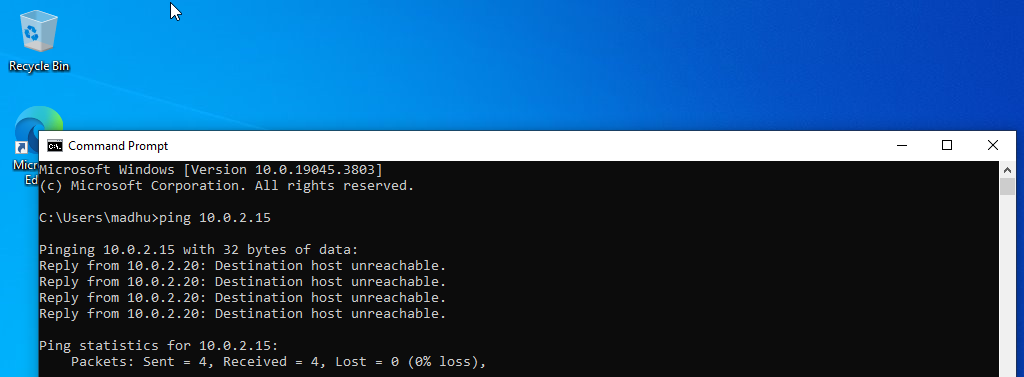 Recycle Bin
Micr
Ed
Command Prompt
Microsoft Windows [Version 10.0.19045.3803]
(c) Microsoft Corporation. All rights reserved.
C:\Users\madhu>ping 10.0.2.15
Pinging 10.0.2.15 with 32 bytes of data:
Reply from 10.0.2.20: Destination host unreachable.
Reply from 10.0.2.20: Destination host unreachable.
Reply from 10.0.2.20: Destination host unreachable.
Reply from 10.0.2.20: Destination host unreachable.
Ping statistics for 10.0.2.15:
Packets: Sent = 4, Received = 4, Lost = 0 (0% loss),